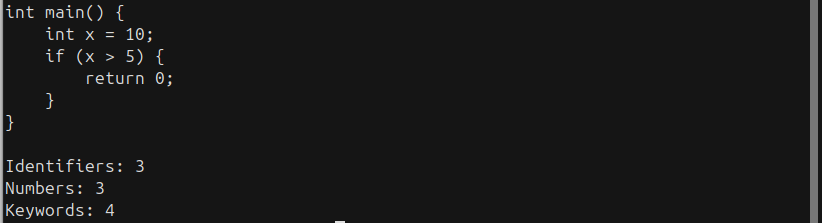 int main() {
    int x = 10;
    if (x > 5) {
        return 0;
    }
}

Identifiers: 3
Numbers: 3
Keywords: 4